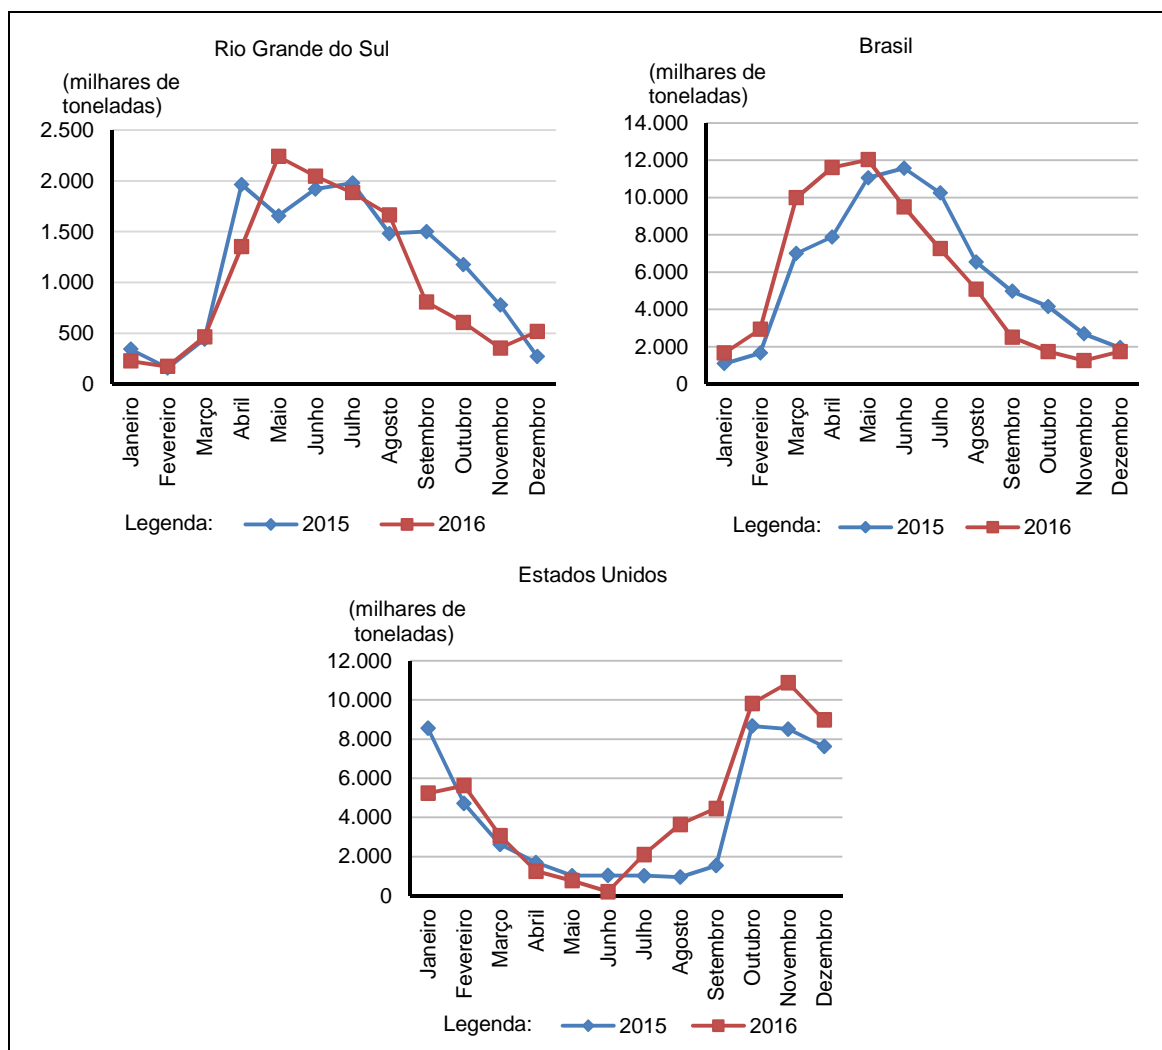 Rio Grande do Sul
(milhares de
toneladas)
2.500
2.000
1.500
1.000
500
0
Janeiro
Fevereiro
Março
Abril
Maio
Junho
Julho
Agosto
Setembro
Outubro
Novembro
Dezembro
Legenda: 2015 2016
Brasil
(milhares de
toneladas)
14.000
12.000
10.000
8.000
6.000
4.000
2.000
0
Janeiro
Fevereiro
Março
Abril
Maio
Junho
Julho
Agosto
Setembro
Outubro
Novembro
Dezembro
Legenda: 2015 2016
Estados Unidos
(milhares de
toneladas)
12.000
10.000
8.000
6.000
4.000
2.000
0
Janeiro
Fevereiro
Março
Abril
Maio
Junho
Julho
Agosto
Setembro
Outubro
Novembro
Dezembro
Legenda: 2015 2016